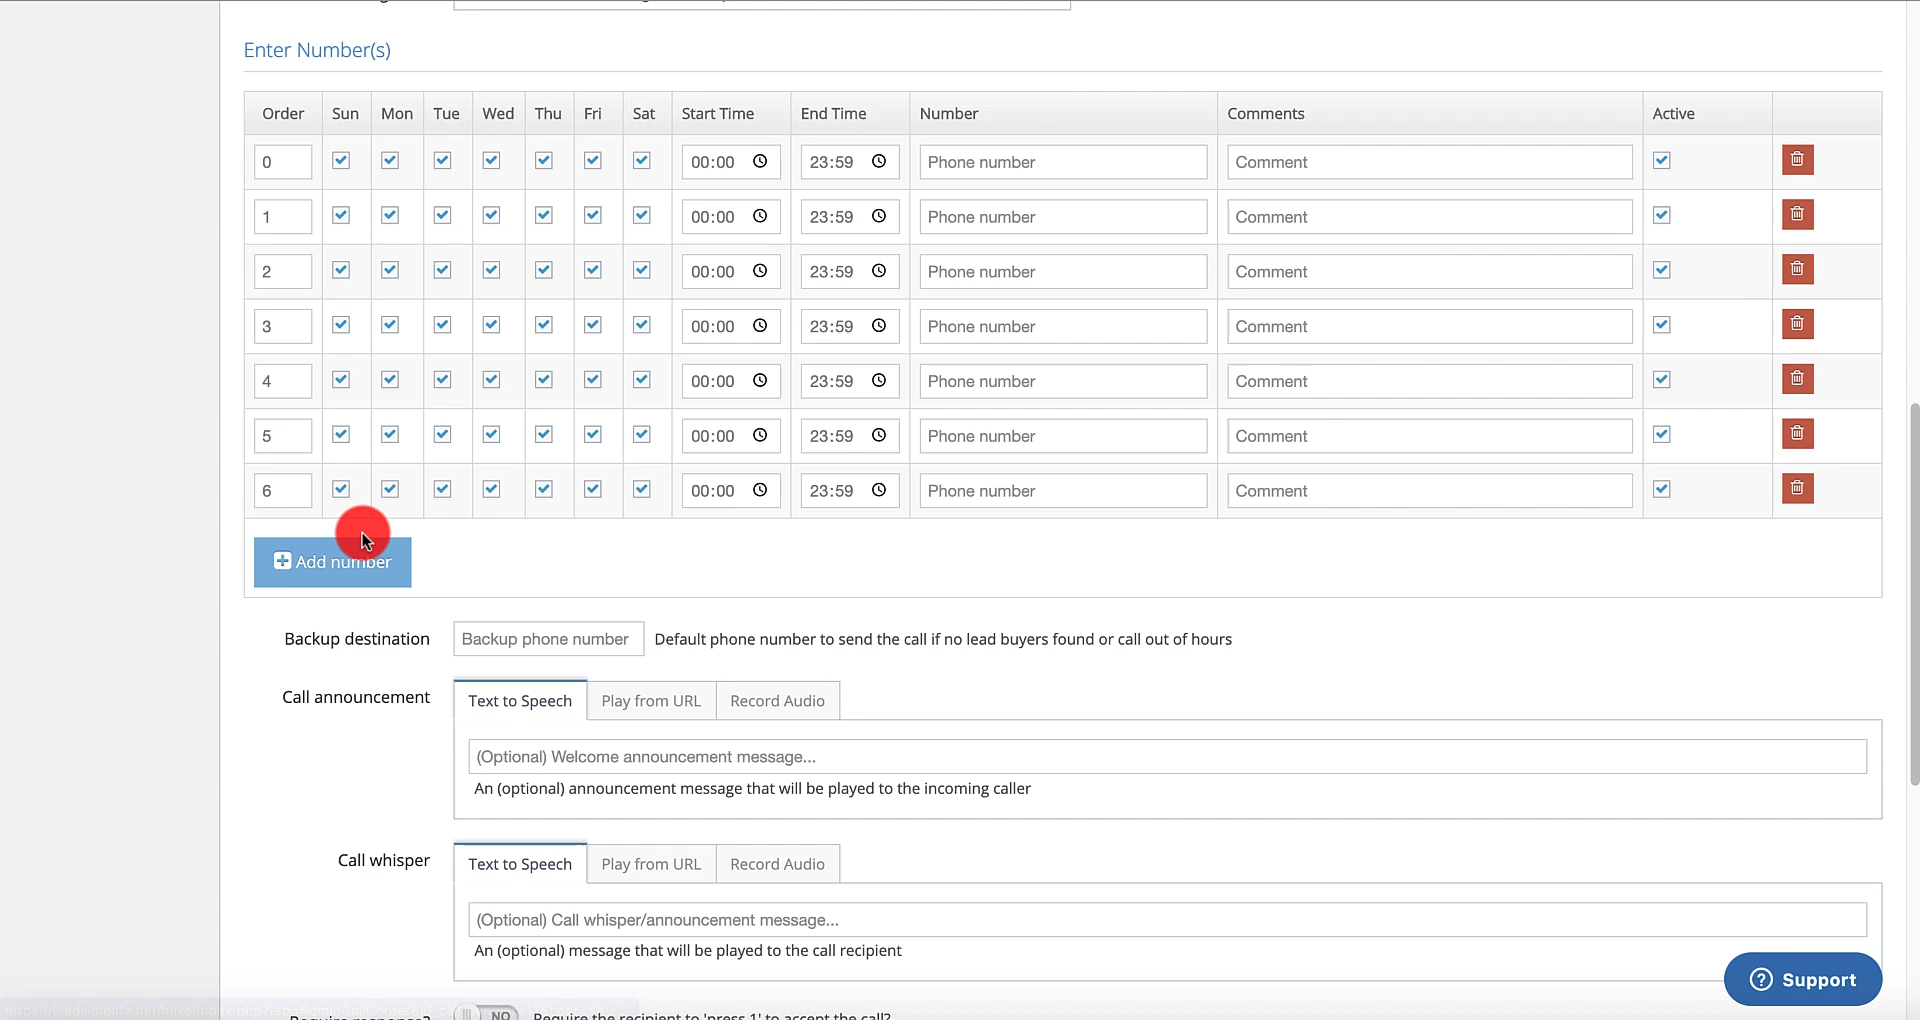 Enter Number(s)
Order Sun Mon Tue Wed Thu Fri Sat Start Time End Time Number Comments Active
0 00:00 23:59 Phone number Comment
1 00:00 23:59 Phone number Comment
2 00:00 23:59 Phone number Comment
3 00:00 23:59 Phone number Comment
4 00:00 23:59 Phone number Comment
5 00:00 23:59 Phone number Comment
6 00:00 23:59 Phone number Comment
Add number
Backup destination Backup phone number Default phone number to send the call if no lead buyers found or call out of hours
Call announcement Text to Speech Play from URL Record Audio
(Optional) Welcome announcement message...
An (optional) announcement message that will be played to the incoming caller
Call whisper Text to Speech Play from URL Record Audio
(Optional) Call whisper/announcement message...
An (optional) message that will be played to the call recipient
Support
Require response? NO Require the recipient to 'press 1' to accept the call?